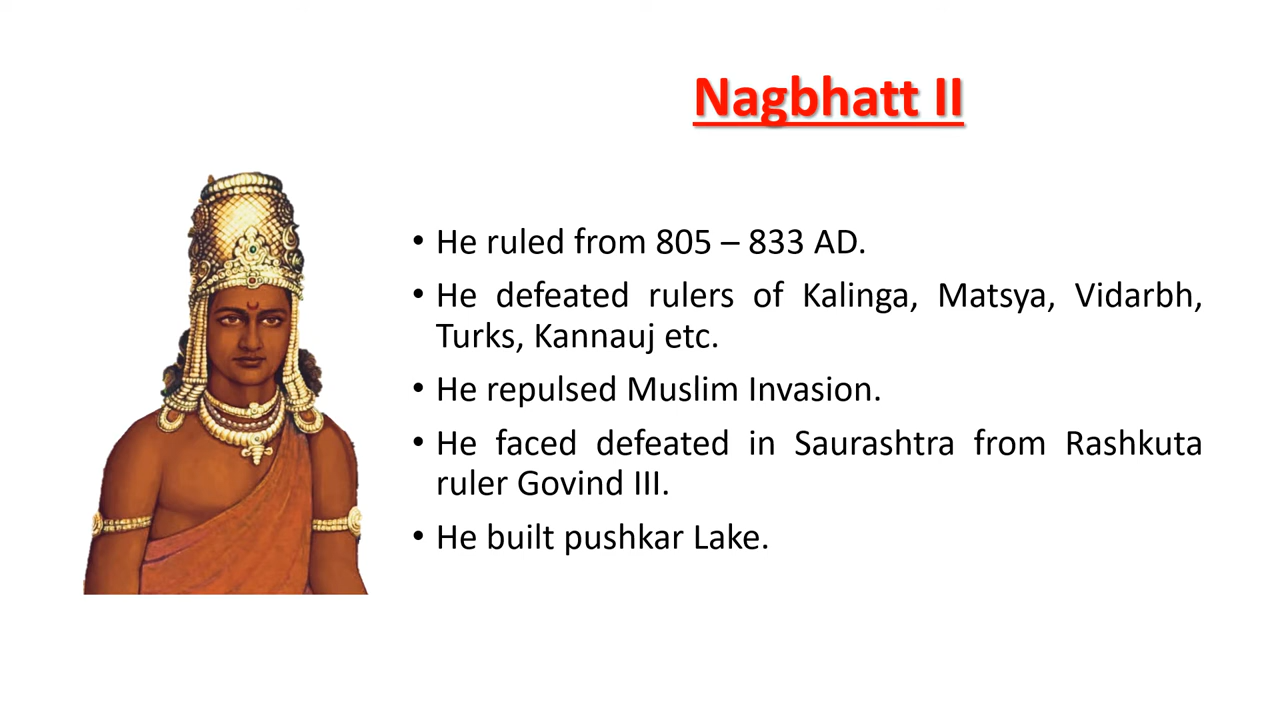 Nagbhatt II
• He ruled from 805 – 833 AD.
• He defeated rulers of Kalinga, Matsya, Vidarbh,
Turks, Kannauj etc.
• He repulsed Muslim Invasion.
• He faced defeated in Saurashtra from Rashkuta
ruler Govind III.
• He built pushkar Lake.